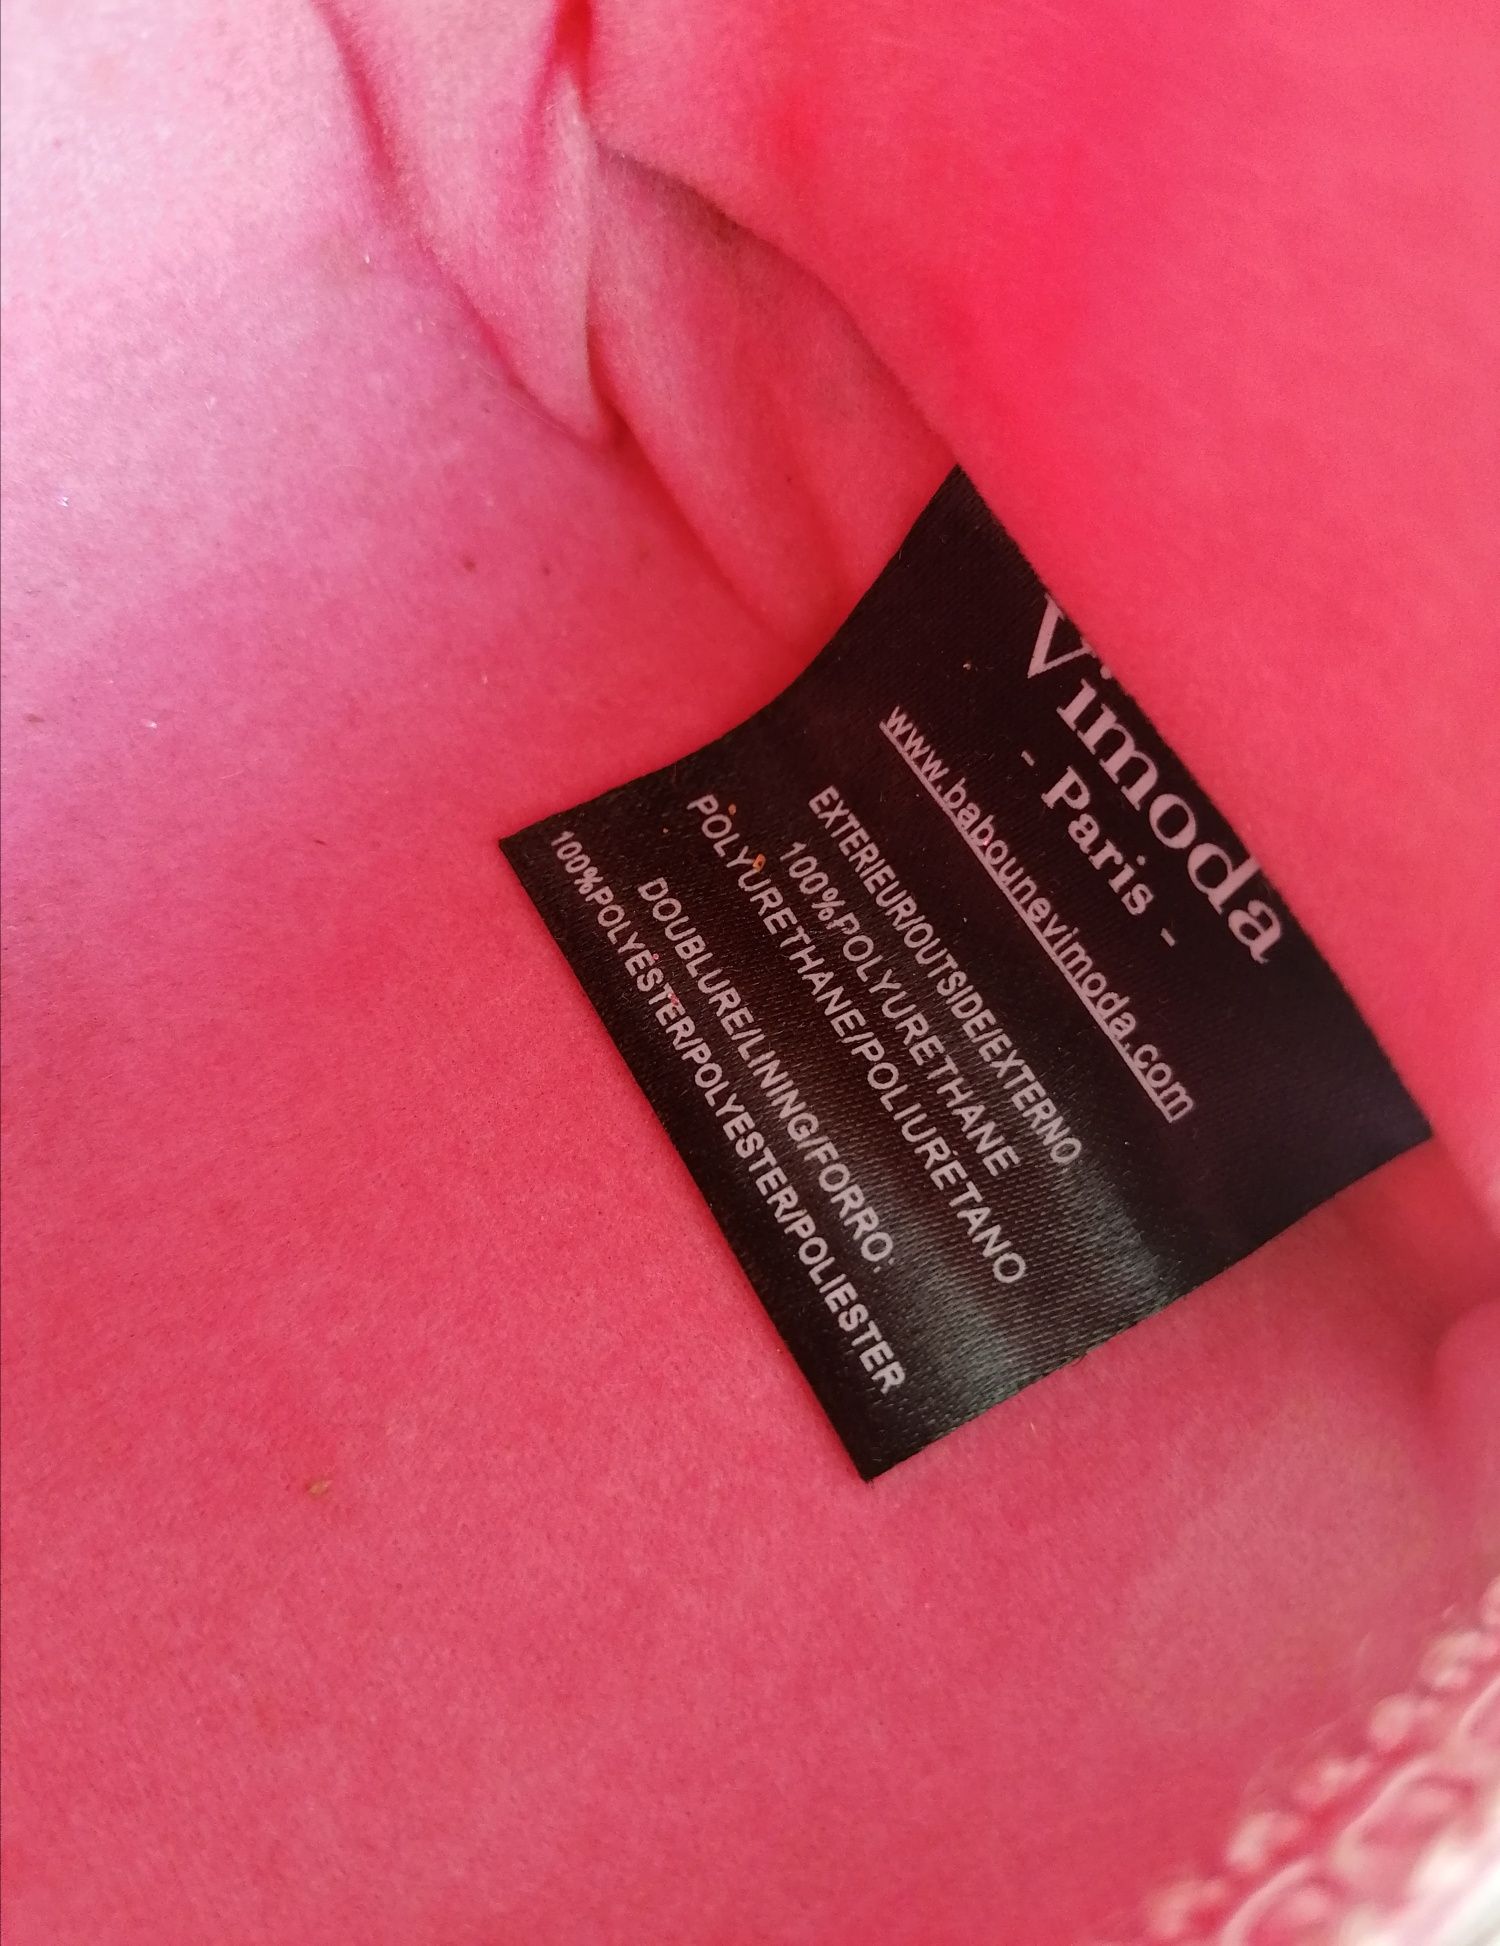 Vimoda
- Paris -
www.babounevimoda.com
EXTERIEUR/OUTSIDE/EXTERNO
100%POLYURETHANE
POLYURETHANE/POLIURETANO
DOUBLURE/LINING/FORRO:
100%POLYESTER/POLYESTER/POLIESTER